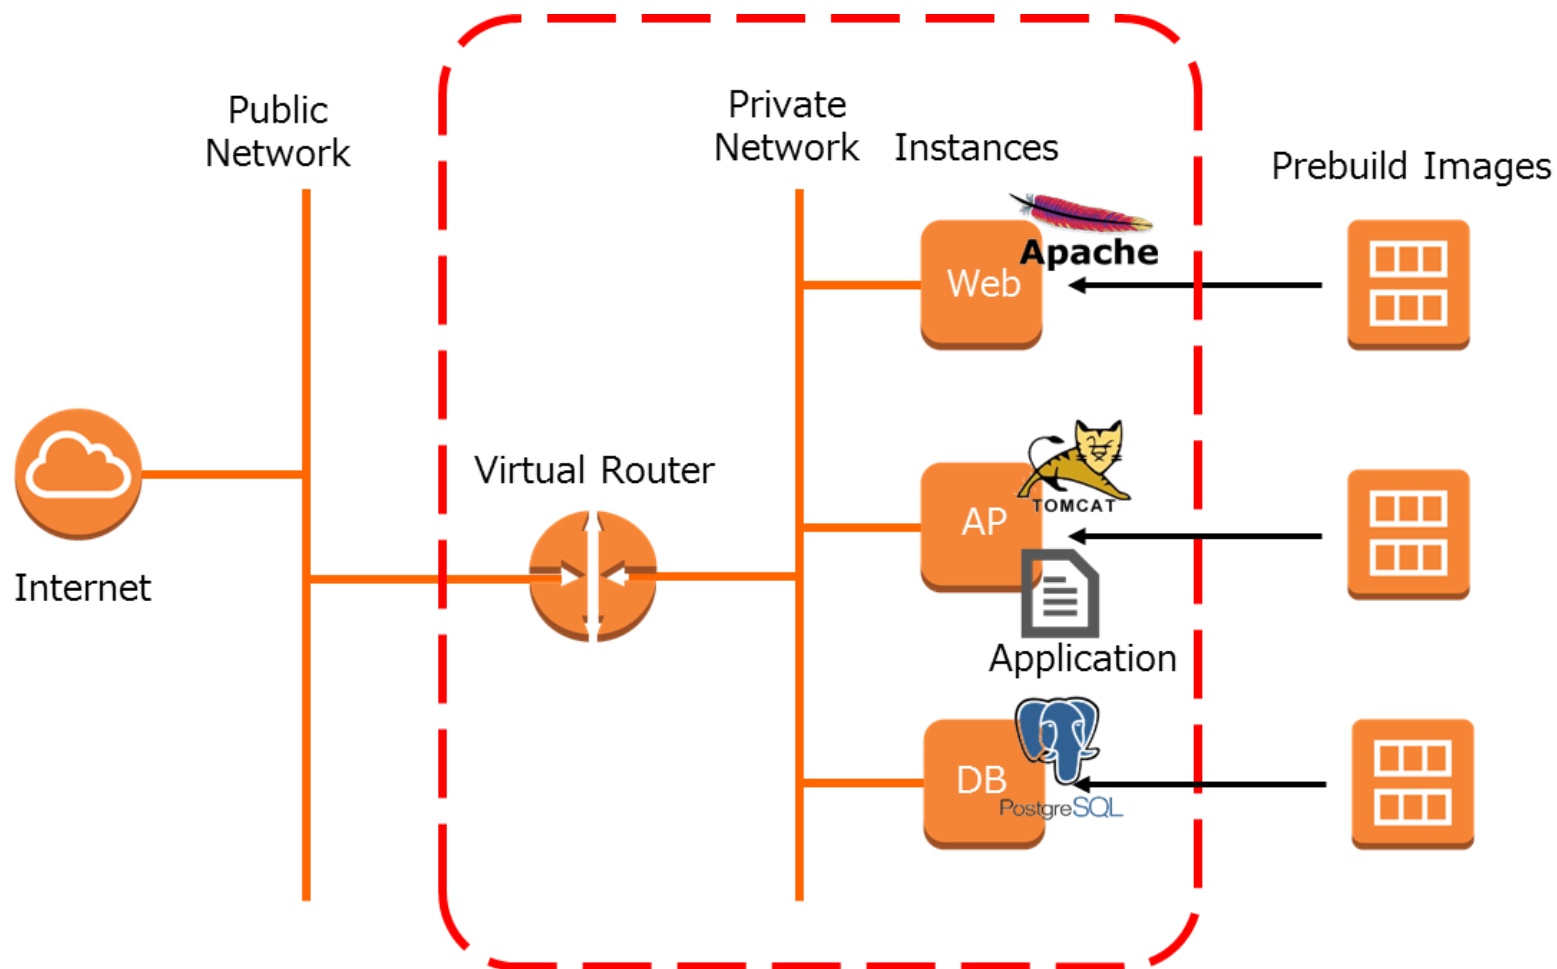 Public
Network
Private
Network
Instances
Prebuild Images
Apache
Web
Virtual Router
TOMCAT
AP
Internet
Application
DB
PostgreSQL